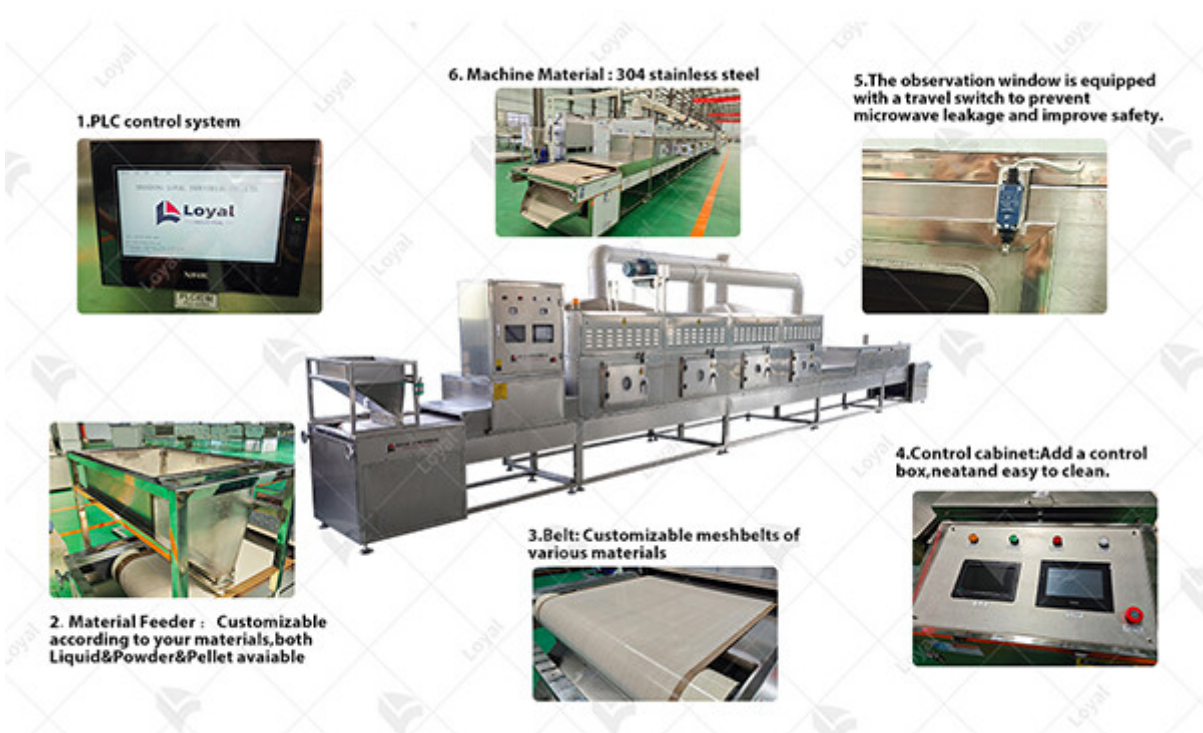 6. Machine Material : 304 stainless steel
5.The observation window is equipped
with a travel switch to prevent
microwave leakage and improve safety.
1.PLC control system
Loyal
4.Control cabinet:Add a control
box,neatand easy to clean.
3.Belt: Customizable meshbelts of
various materials
2. Material Feeder : Customizable
according to your materials,both
Liquid&Powder&Pellet avaiable